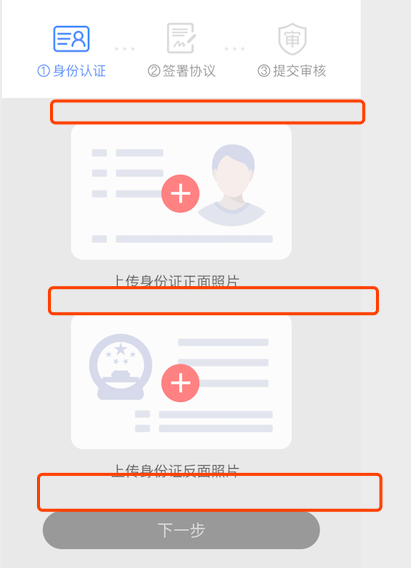 审
①身份认证
②签署协议
③提交审核
上传身份证正面照片
上传身份证反面照片
下一步